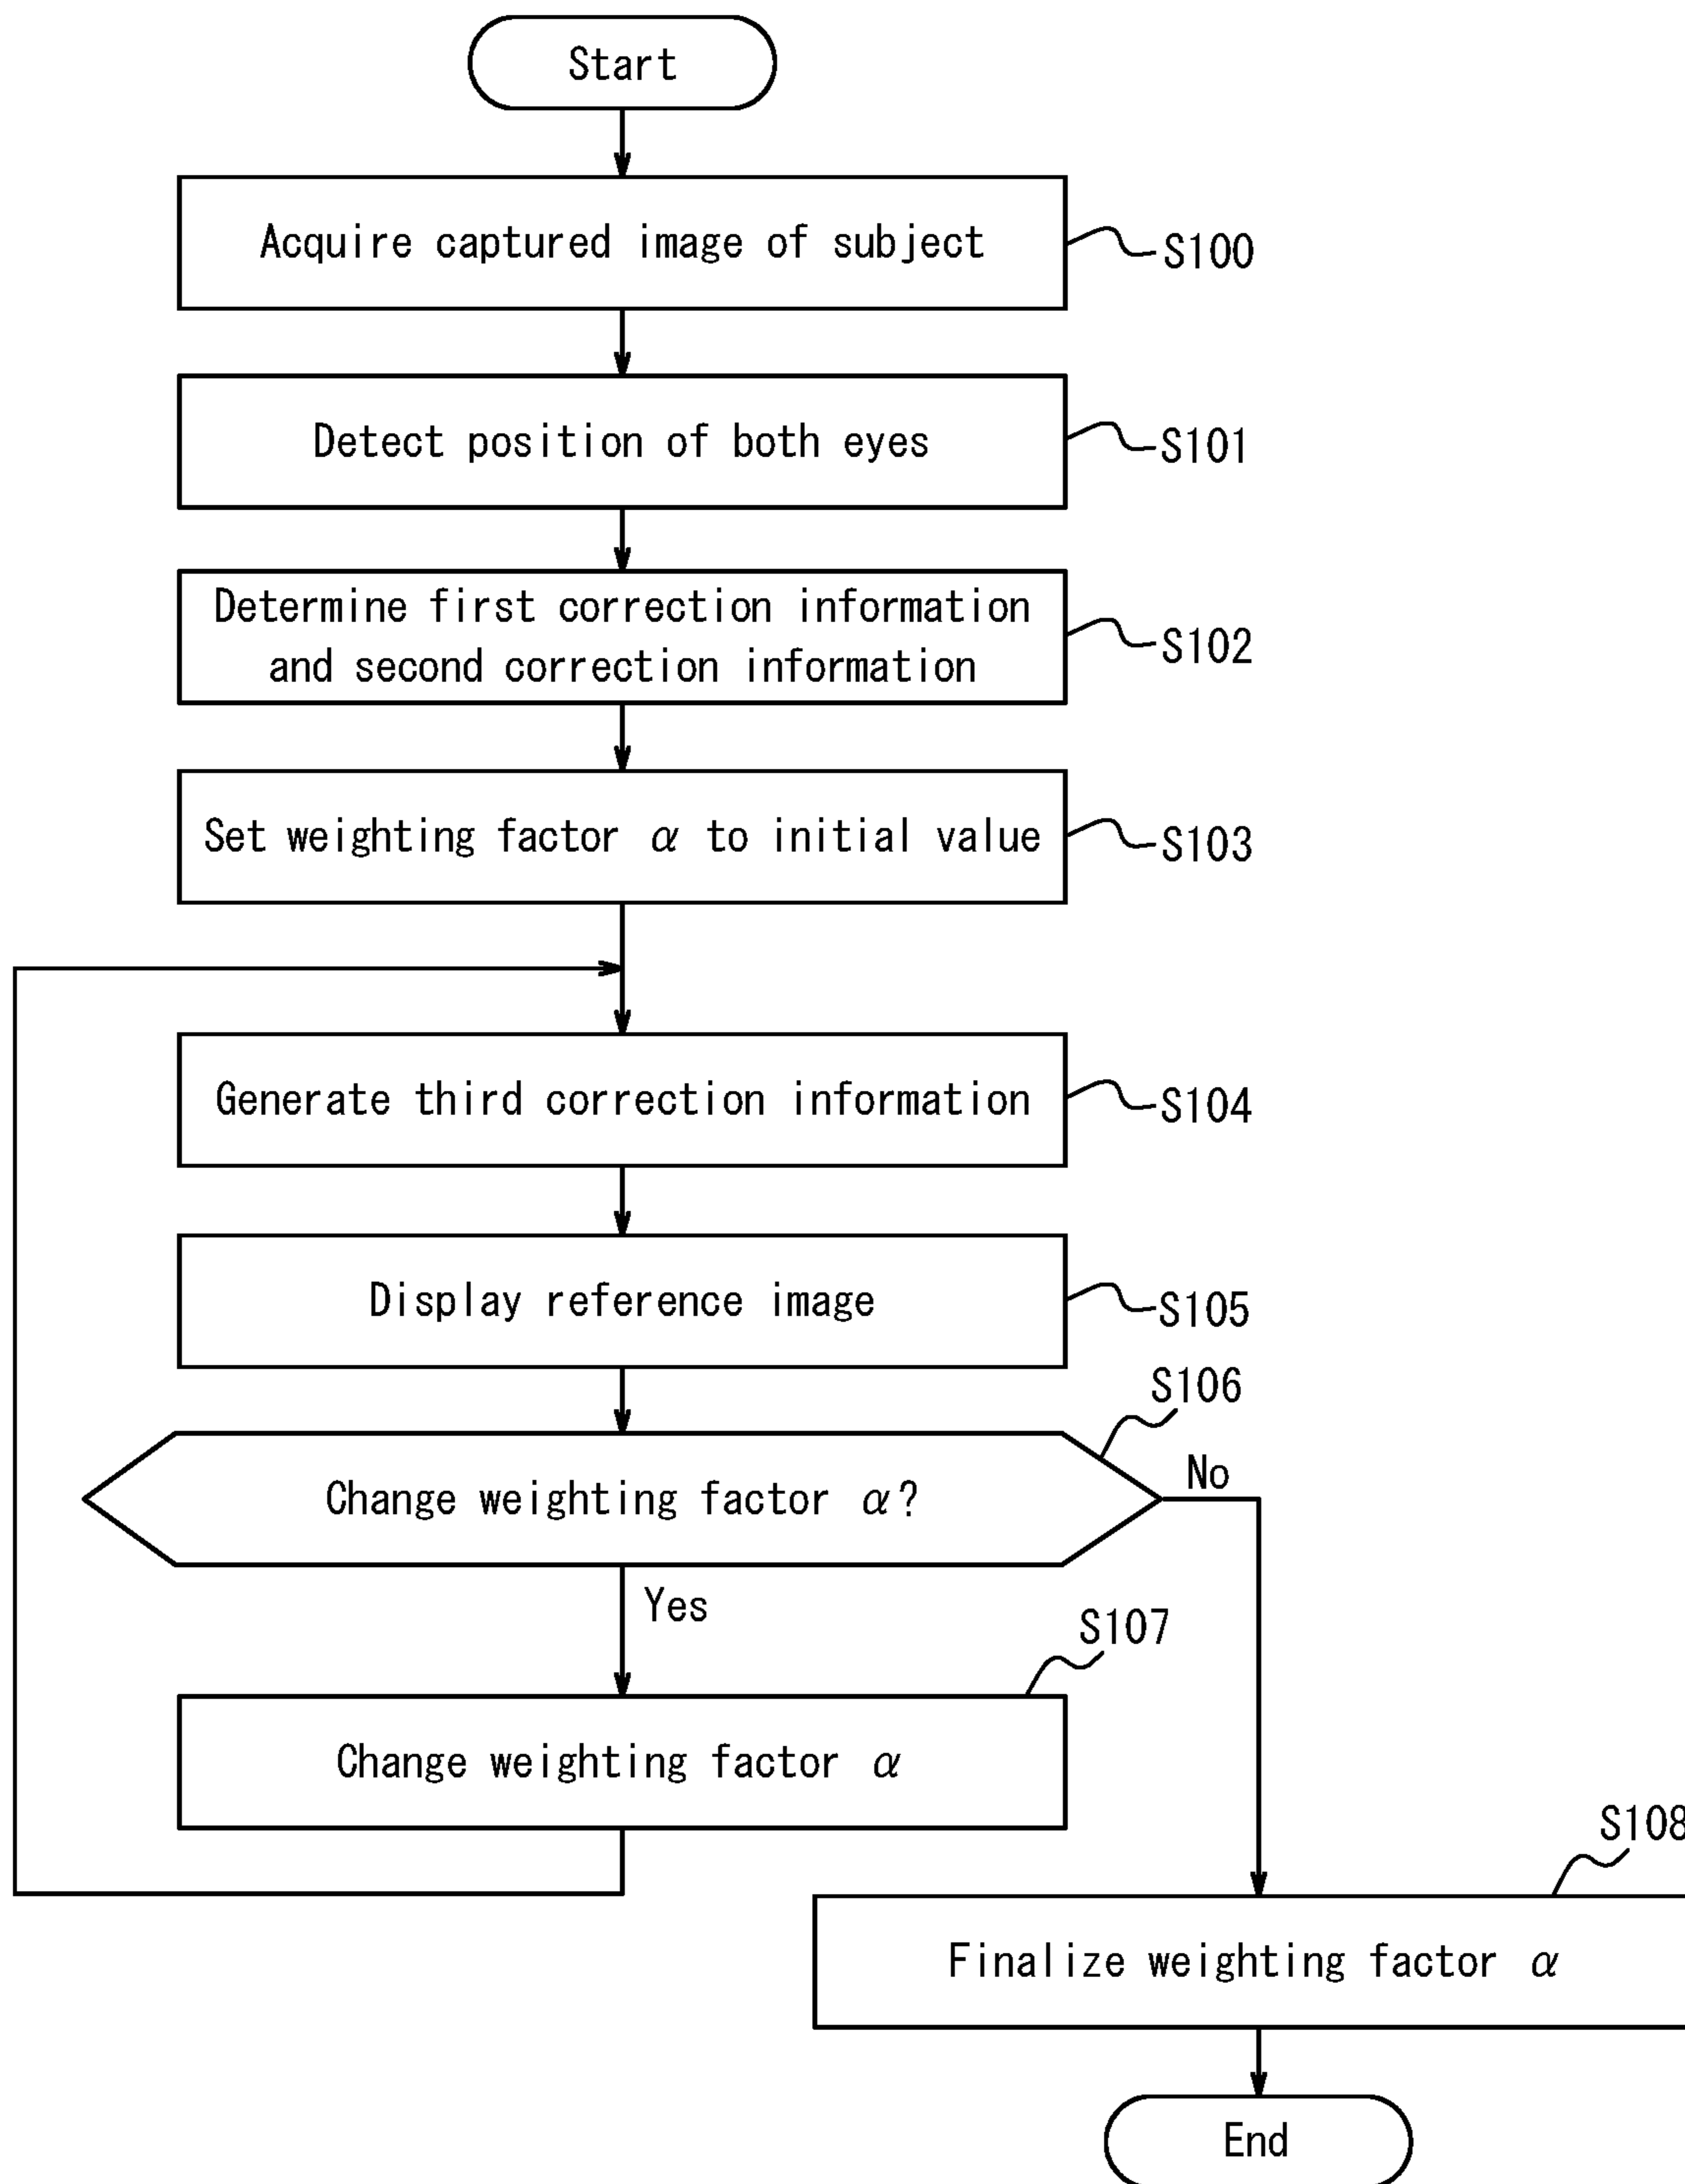 Start
Acquire captured image of subject
S100
Detect position of both eyes
S101
Determine first correction information
and second correction information
S102
Set weighting factor α to initial value
S103
Generate third correction information
S104
Display reference image
S105
S106
Change weighting factor α?
No
Yes
S107
Change weighting factor α
S108
Finalize weighting factor α
End